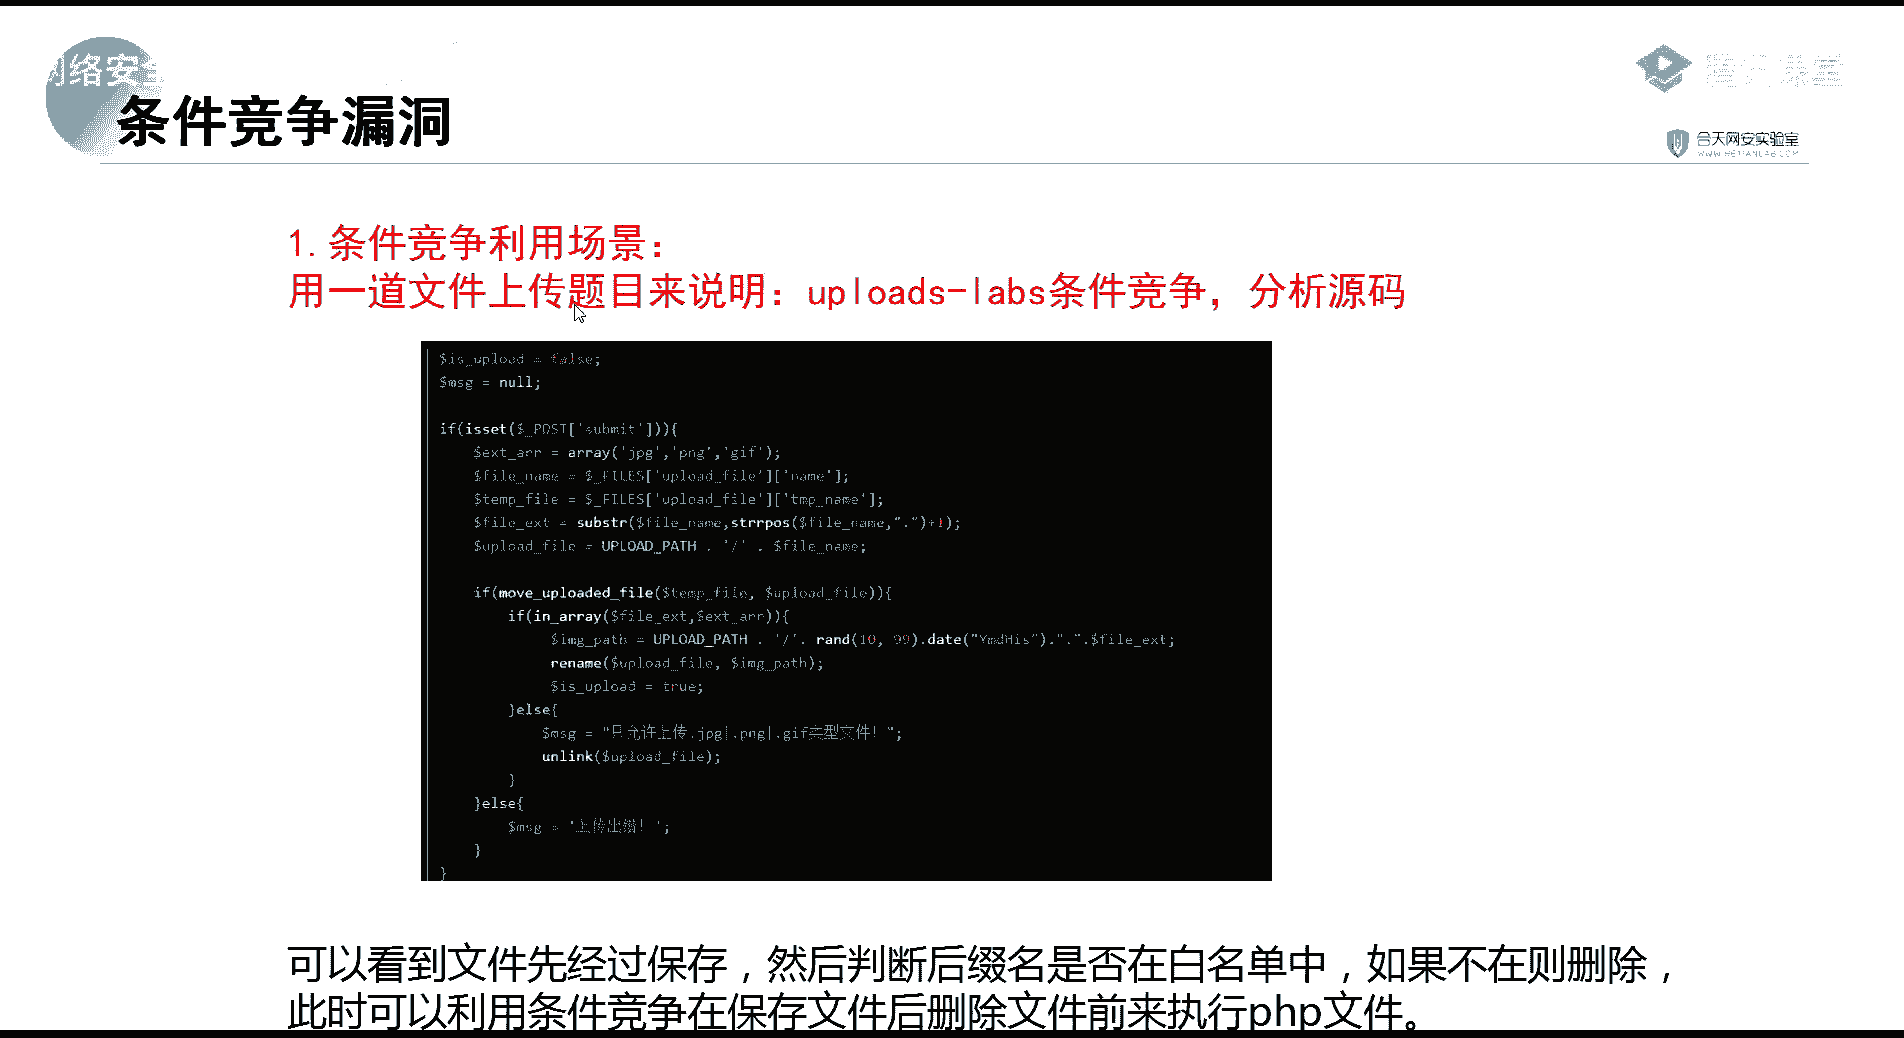 网络安全
条件竞争漏洞
合天网安实验室
WWW.HETIANLAB.COM
1.条件竞争利用场景：
用一道文件上传题目来说明：uploads-labs条件竞争，分析源码
$is_upload = false;
$msg = null;
if(isset($_POST['submit'])){
$ext_arr = array('jpg','png','gif');
$file_name = $_FILES['upload_file']['name'];
$temp_file = $_FILES['upload_file']['tmp_name'];
$file_ext = substr($file_name,strrpos($file_name,".")+1);
$upload_file = UPLOAD_PATH . '/' . $file_name;
if(move_uploaded_file($temp_file, $upload_file)){
if(in_array($file_ext,$ext_arr)){
$img_path = UPLOAD_PATH . '/'. rand(10, 99).date("YmdHis").".".$file_ext;
rename($upload_file, $img_path);
$is_upload = true;
}else{
$msg = "只允许上传.jpg|.png|.gif类型文件！";
unlink($upload_file);
}
}else{
$msg = '上传出错！';
}
}
可以看到文件先经过保存，然后判断后缀名是否在白名单中，如果不在则删除，
此时可以利用条件竞争在保存文件后删除文件前来执行php文件。